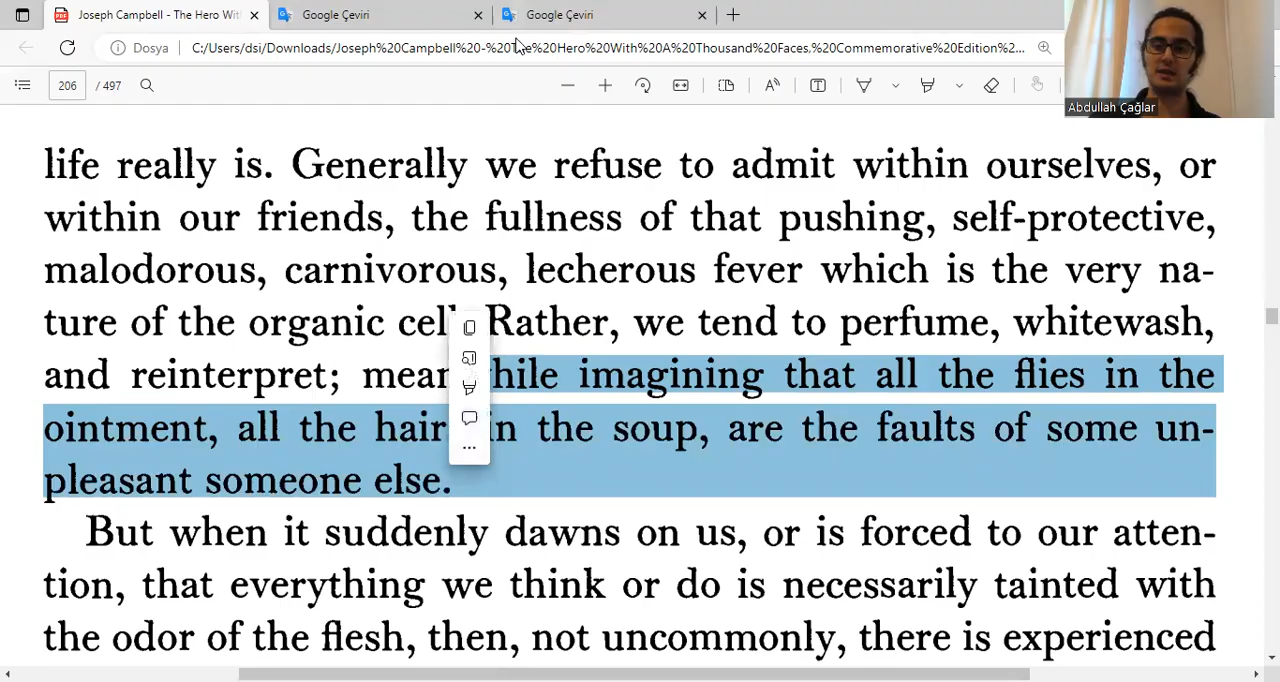 Joseph Campbell - The Hero Wit
Google Çeviri
Google Çeviri
Dosya
C:/Users/dsi/Downloads/Joseph%20Campbell%20-%20The%20Hero%20With%20A%20Thousand%20Faces,%20Commemorative%20Edition%2...
206 / 497
Abdullah Çağlar
life really is. Generally we refuse to admit within ourselves, or
within our friends, the fullness of that pushing, self-protective,
malodorous, carnivorous, lecherous fever which is the very na-
ture of the organic cell. Rather, we tend to perfume, whitewash,
and reinterpret; meanwhile imagining that all the flies in the
ointment, all the hairs in the soup, are the faults of some un-
pleasant someone else.
But when it suddenly dawns on us, or is forced to our atten-
tion, that everything we think or do is necessarily tainted with
the odor of the flesh, then, not uncommonly, there is experienced